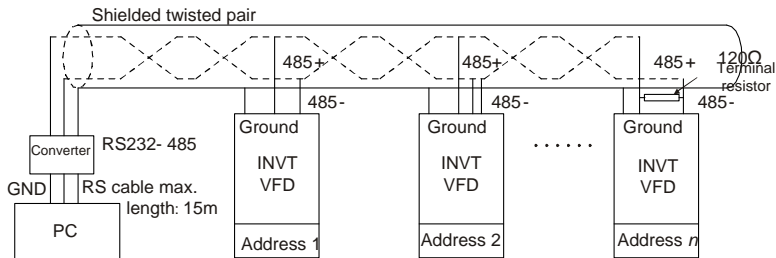 Shielded twisted pair
485+
485+
485+
120Ω
Terminal
resistor
485-
485-
485-
Ground
Ground
Ground
Converter
RS232- 485
INVT
VFD
INVT
VFD
. . . . . .
INVT
VFD
GND
RS cable max.
length: 15m
PC
Address 1
Address 2
Address n